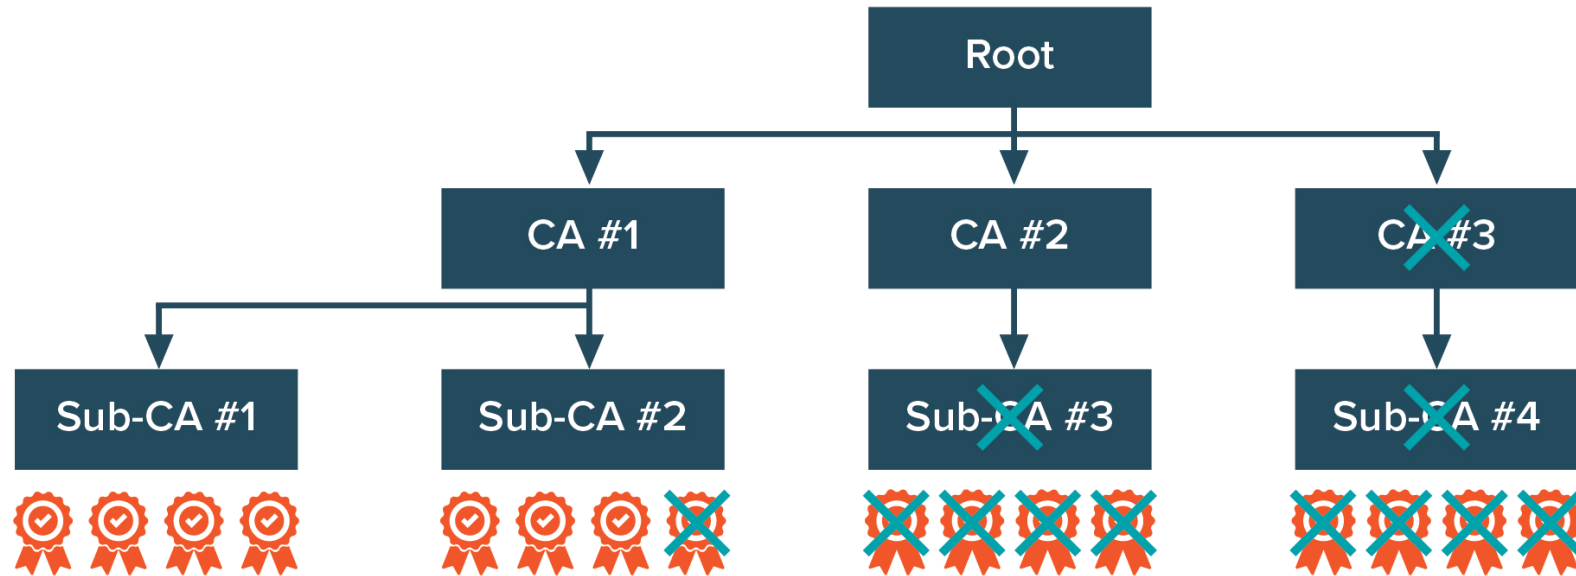 Root
CA #1
CA #2
CA #3
Sub-CA #1
Sub-CA #2
Sub-CA #3
Sub-CA #4